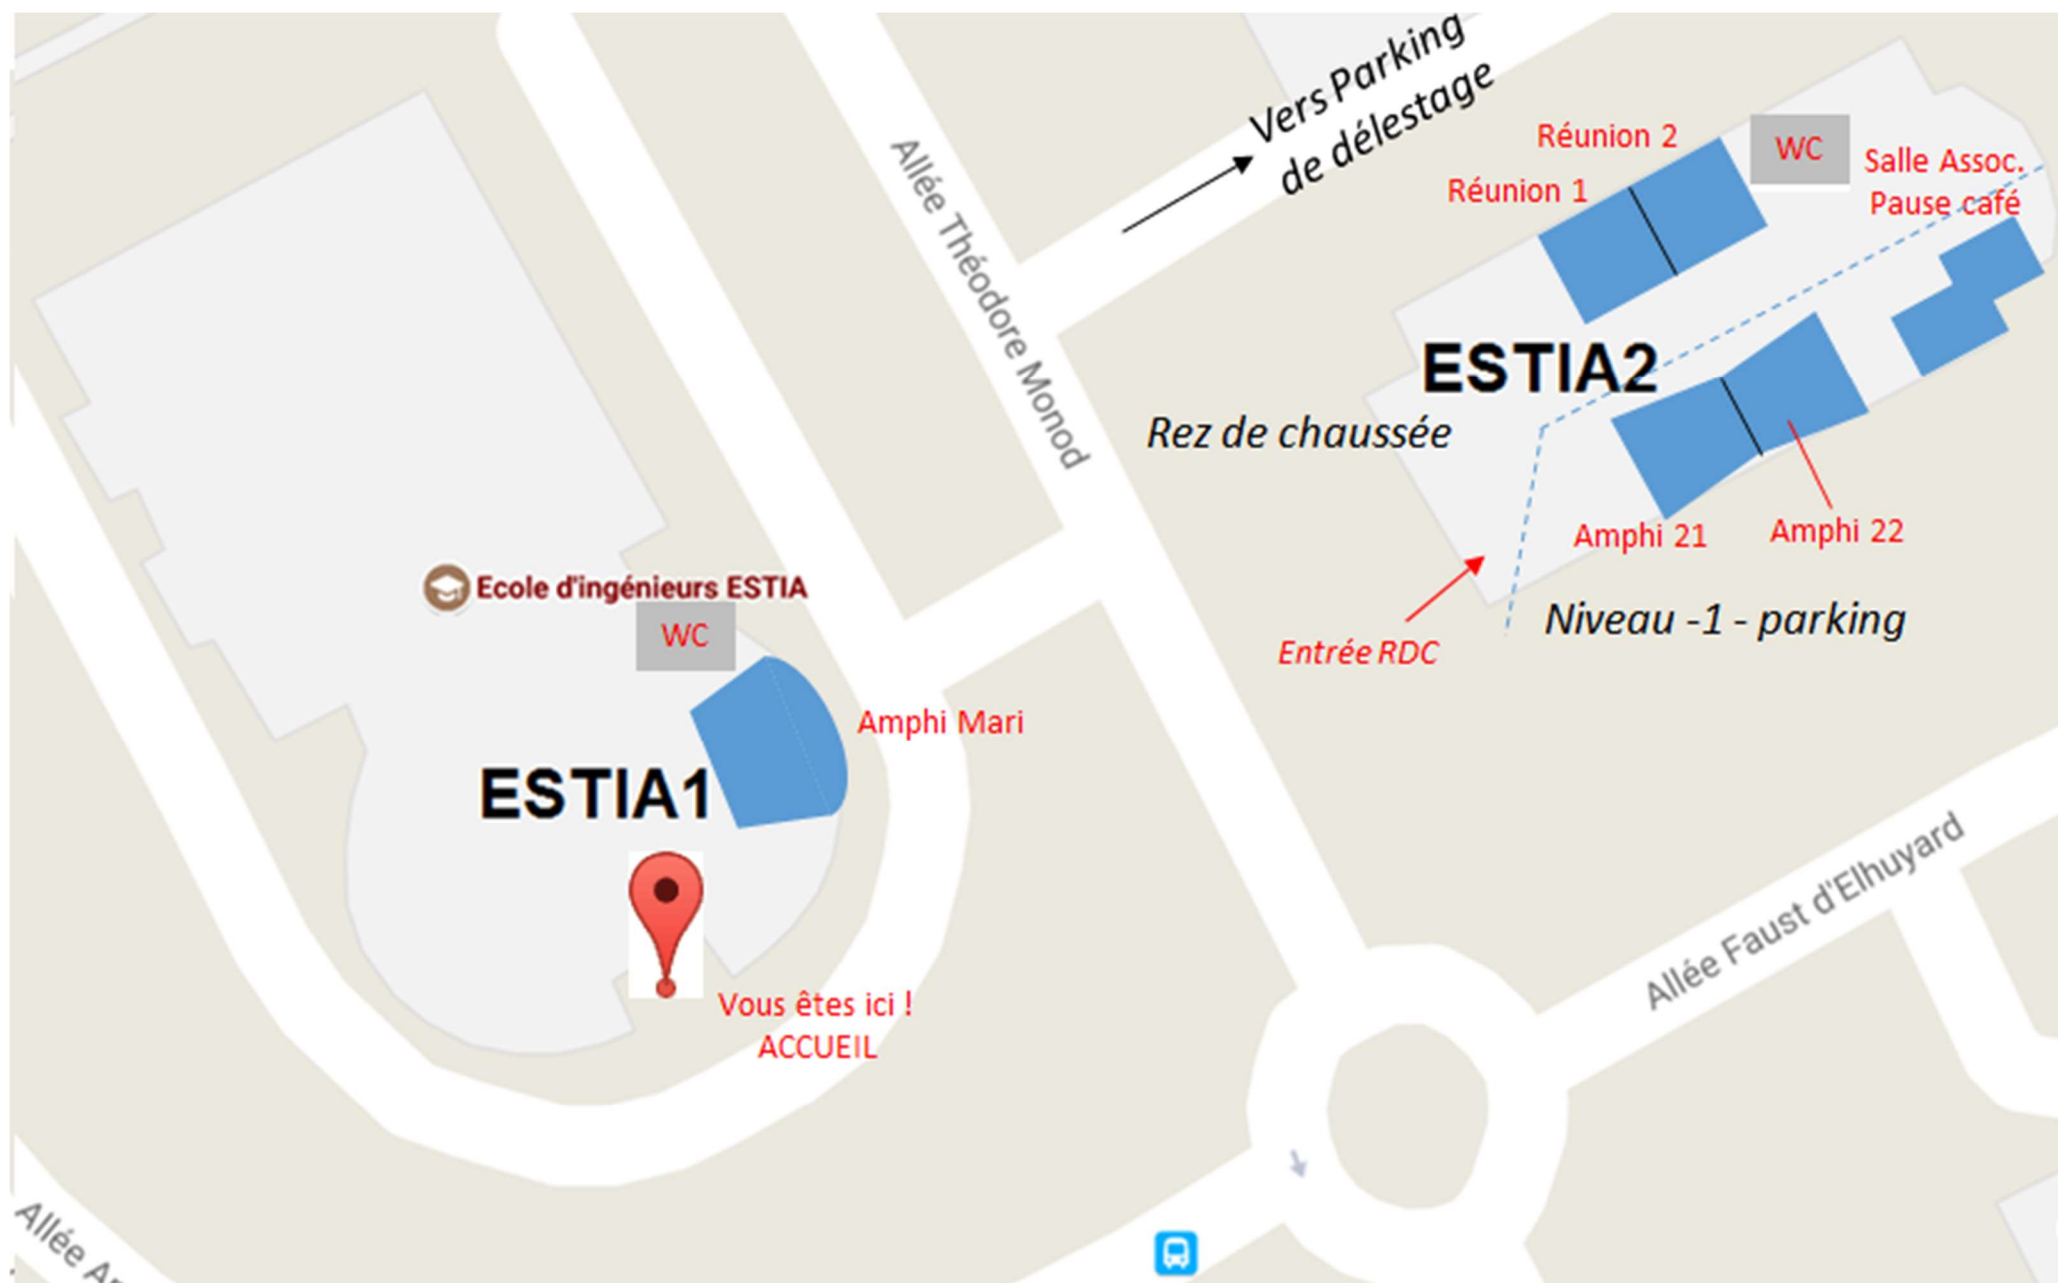 Vers Parking
de délestage
Allée Théodore Monod
Réunion 2
Réunion 1
WC
Salle Assoc.
Pause café
ESTIA2
Rez de chaussée
Amphi 21
Amphi 22
Entrée RDC
Niveau -1 - parking
Ecole d'ingénieurs ESTIA
WC
Amphi Mari
ESTIA1
Vous êtes ici !
ACCUEIL
Allée Faust d'Elhuyard
Allée